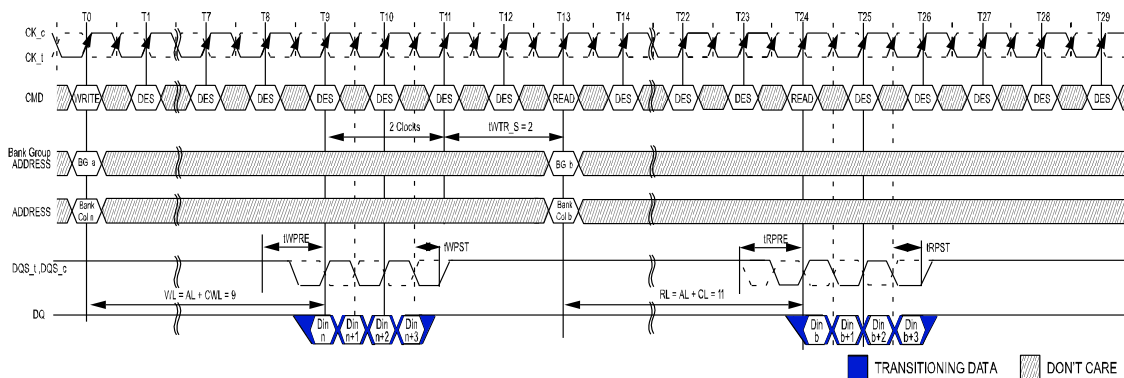 T0 T1 T7 T8 T9 T10 T11 T12 T13 T14 T22 T23 T24 T25 T26 T27 T28 T29
CK_c
CK_t
CMD WRITE DES DES DES DES DES DES DES READ DES DES DES READ DES DES DES DES DES
2 Clocks tWTR_S = 2
Bank Group
ADDRESS BG a BG b
ADDRESS Bank
Col n Bank
Col b
tWPRE tWPST tRPRE tRPST
DQS_t ,DQS_c
WL = AL + CWL = 9 RL = AL + CL = 11
DQ Din
n Din
n+1 Din
n+2 Din
n+3 Din
b Din
b+1 Din
b+2 Din
b+3
TRANSITIONING DATA DON'T CARE